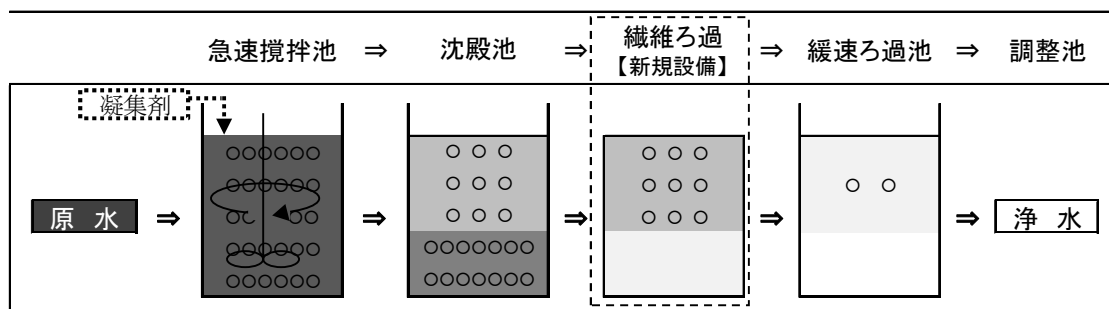 急速撹拌池 ⇒ 沈殿池 ⇒ 繊維ろ過 ⇒ 緩速ろ過池 ⇒ 調整池
【新規設備】
凝集剤
原 水 ⇒ ⇒ ⇒ ⇒ ⇒ 浄 水